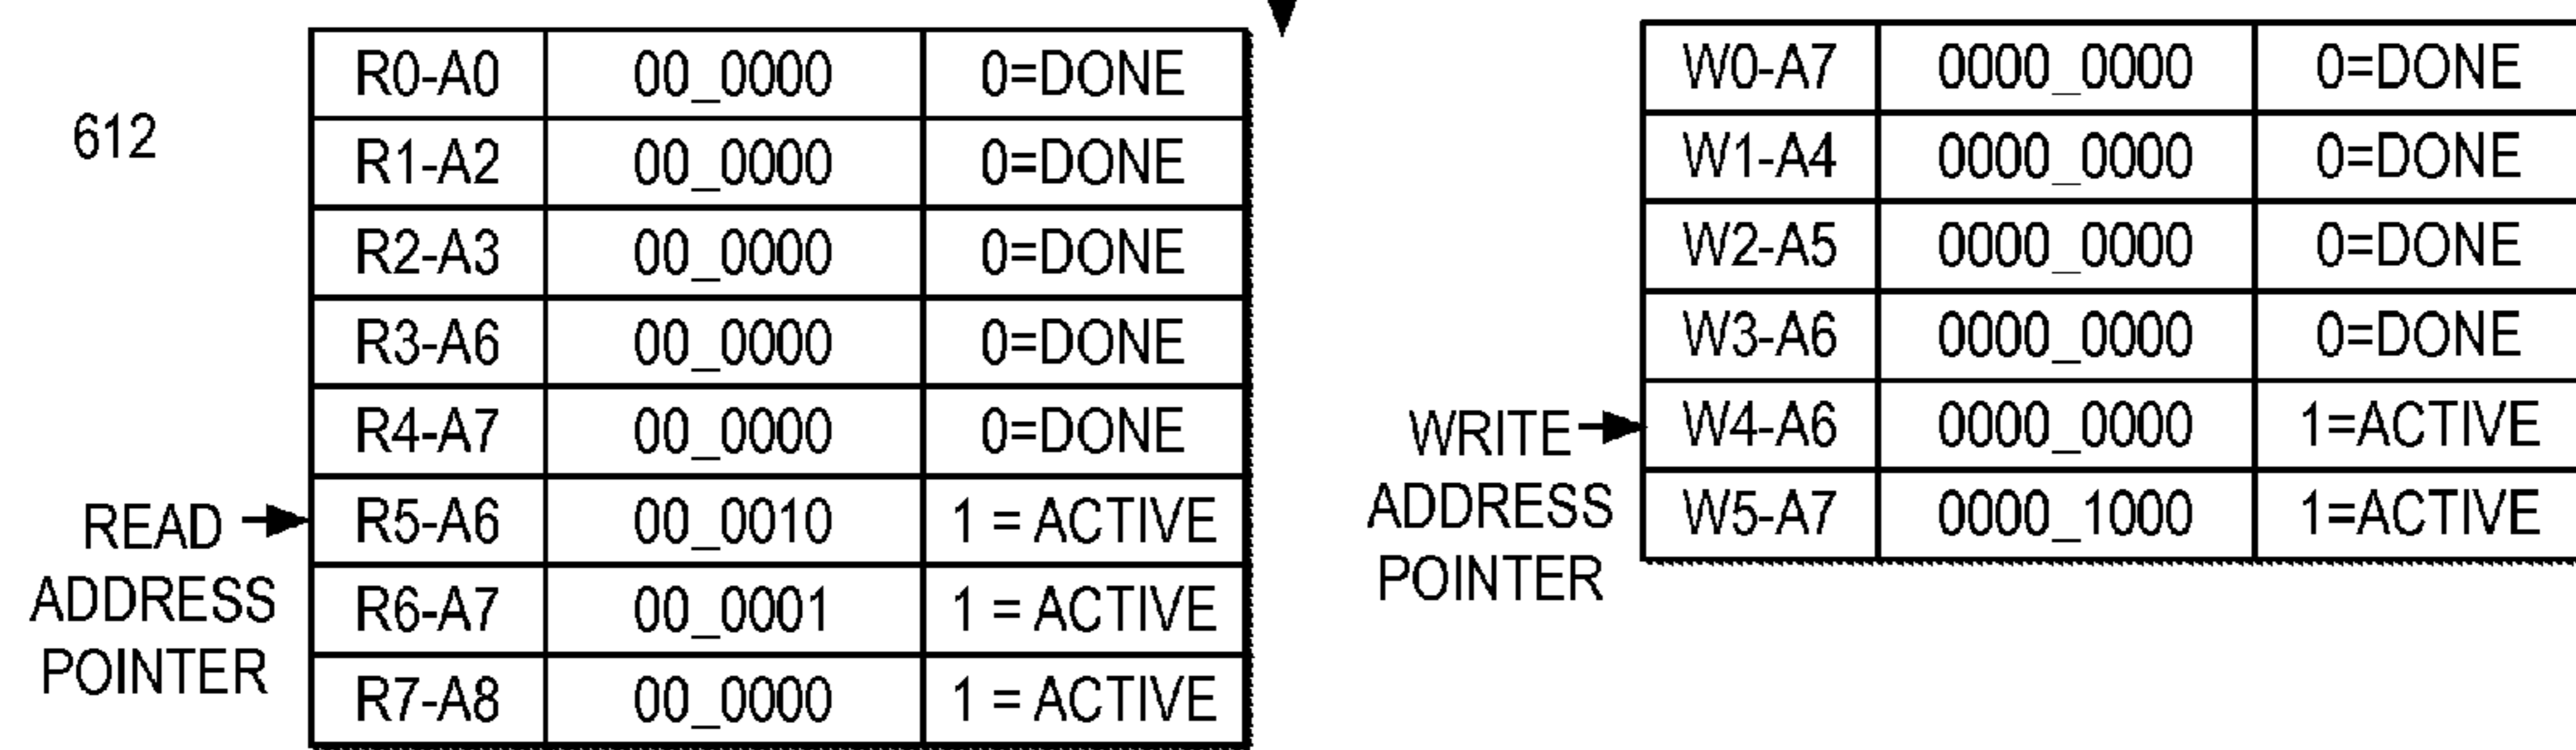 612
R0-A0 00_0000 0=DONE
R1-A2 00_0000 0=DONE
R2-A3 00_0000 0=DONE
R3-A6 00_0000 0=DONE
R4-A7 00_0000 0=DONE
R5-A6 00_0010 1 = ACTIVE
R6-A7 00_0001 1 = ACTIVE
R7-A8 00_0000 1 = ACTIVE
READ
ADDRESS
POINTER
W0-A7 0000_0000 0=DONE
W1-A4 0000_0000 0=DONE
W2-A5 0000_0000 0=DONE
W3-A6 0000_0000 0=DONE
W4-A6 0000_0000 1=ACTIVE
W5-A7 0000_1000 1=ACTIVE
WRITE
ADDRESS
POINTER